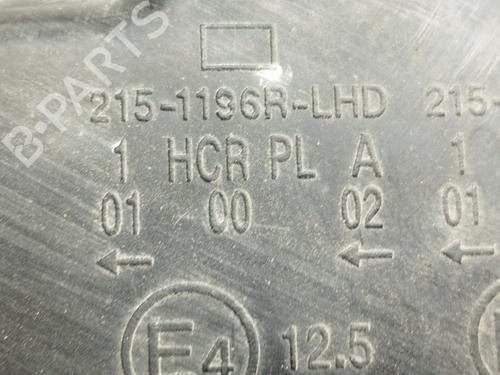 B-PARTS
215-1196R-LHD 215-
1 HCR PL A 1
01 00 02 01
← ← ←
E4 12.5